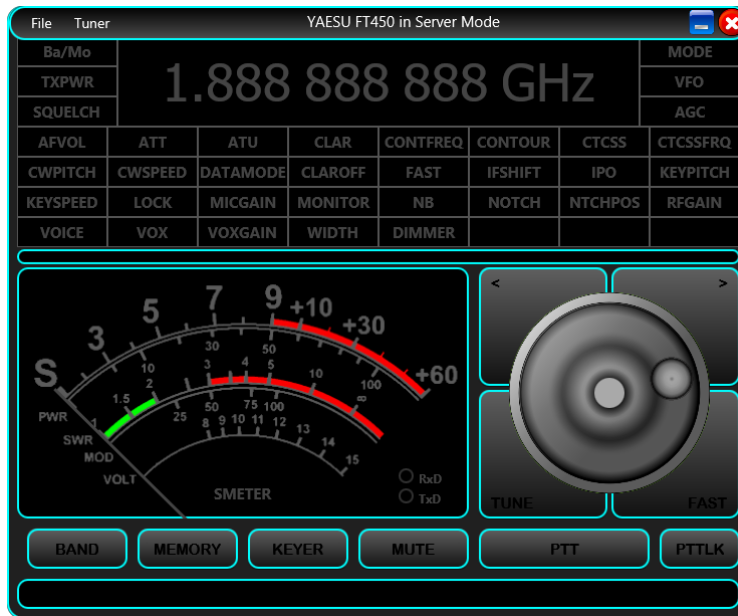 File Tuner YAESU FT450 in Server Mode
Ba/Mo 1.888 888 888 GHz MODE
TXPWR VFO
SQUELCH AGC
AFVOL ATT ATU CLAR CONTFREQ CONTOUR CTCSS CTCSSFRQ
CWPITCH CWSPEED DATAMODE CLAROFF FAST IFSHIFT IPO KEYPITCH
KEYSPEED LOCK MICGAIN MONITOR NB NOTCH NTCHPOS RFGAIN
VOICE VOX VOXGAIN WIDTH DIMMER
< >
S 3 5 7 9 +10 +30 +60
PWR 10 30 50 100
SWR 1 1.5 2 3 4 5 10 ∞
MOD 25 50 75 100
VOLT 8 9 10 11 12 13 14 15
SMETER
RxD
TxD
TUNE FAST
BAND MEMORY KEYER MUTE PTT PTTLK